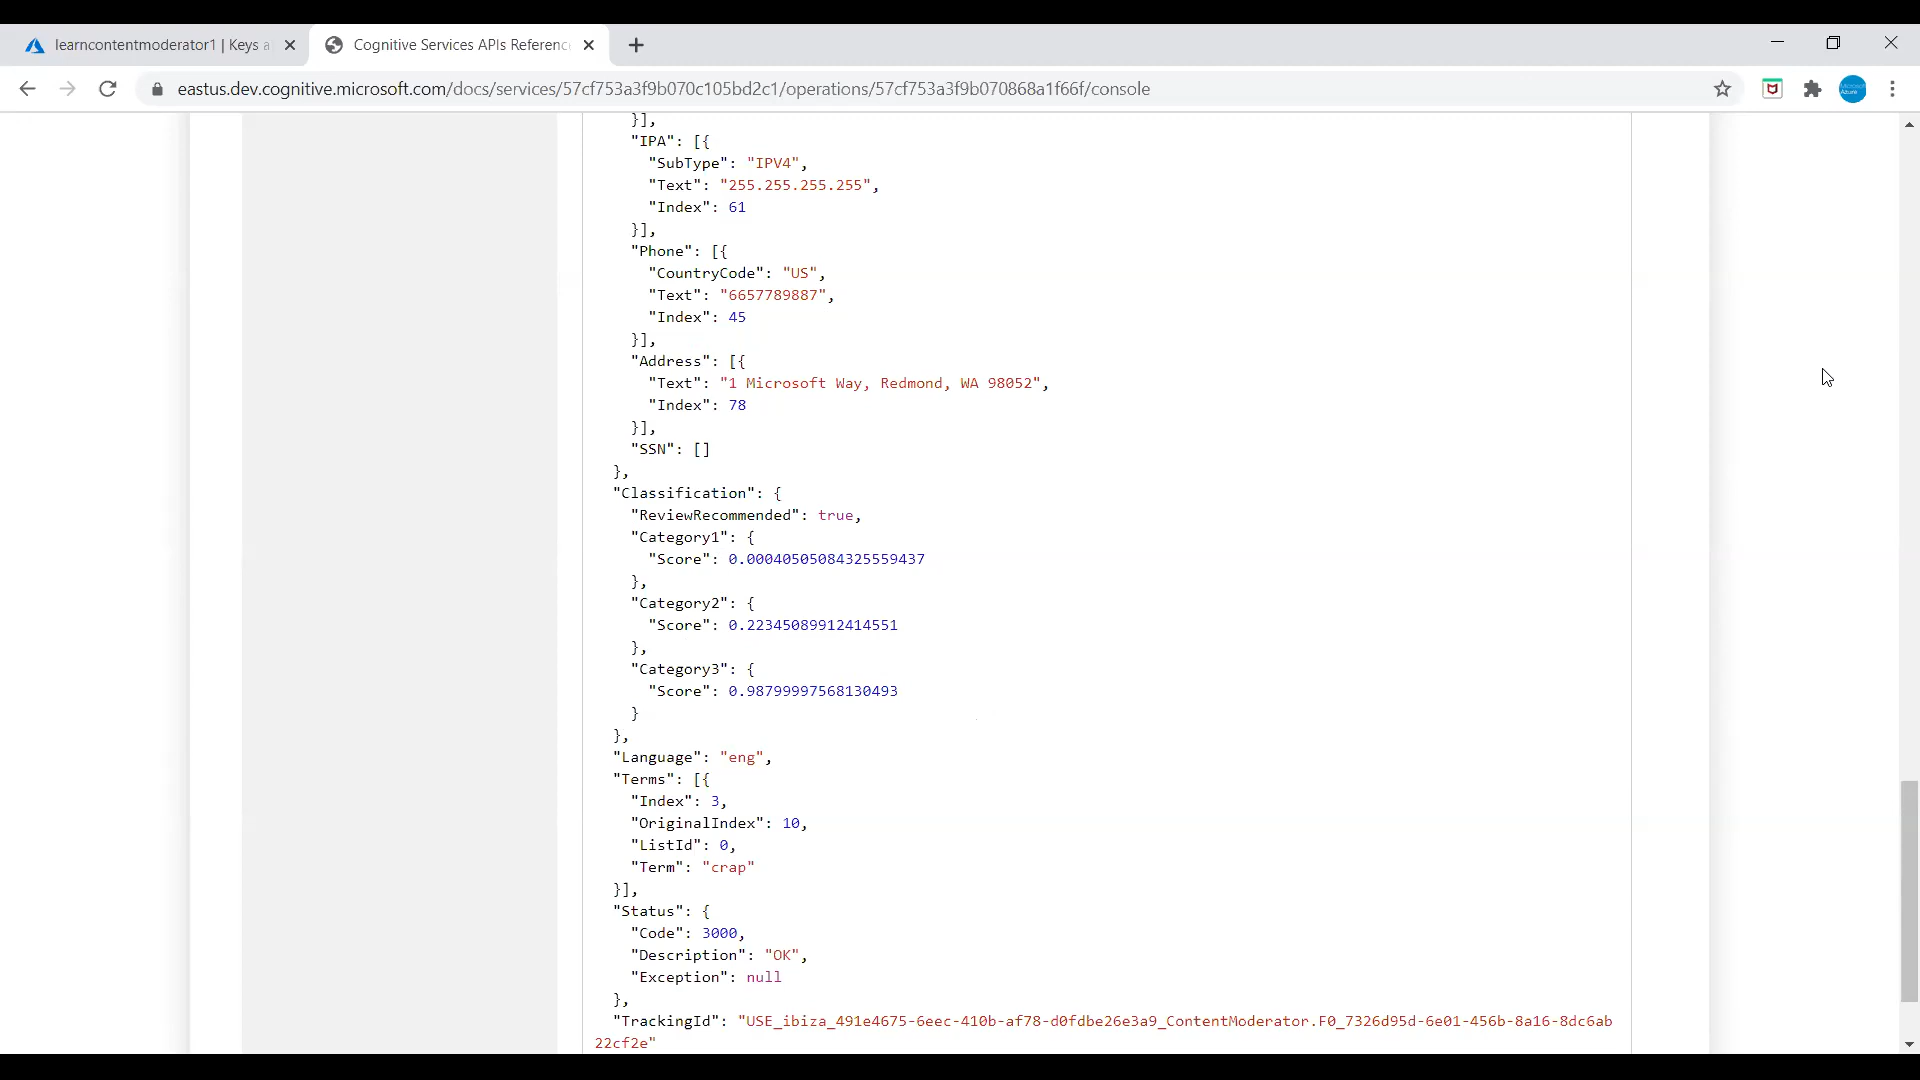 learncontentmoderator1 | Keys a
Cognitive Services APIs Referenc
eastus.dev.cognitive.microsoft.com/docs/services/57cf753a3f9b070c105bd2c1/operations/57cf753a3f9b070868a1f66f/console
}],
"IPA": [{
"SubType": "IPV4",
"Text": "255.255.255.255",
"Index": 61
}],
"Phone": [{
"CountryCode": "US",
"Text": "6657789887",
"Index": 45
}],
"Address": [{
"Text": "1 Microsoft Way, Redmond, WA 98052",
"Index": 78
}],
"SSN": []
},
"Classification": {
"ReviewRecommended": true,
"Category1": {
"Score": 0.00040505084325559437
},
"Category2": {
"Score": 0.22345089912414551
},
"Category3": {
"Score": 0.98799997568130493
}
},
"Language": "eng",
"Terms": [{
"Index": 3,
"OriginalIndex": 10,
"ListId": 0,
"Term": "crap"
}],
"Status": {
"Code": 3000,
"Description": "OK",
"Exception": null
},
"TrackingId": "USE_ibiza_491e4675-6eec-410b-af78-d0fdbe26e3a9_ContentModerator.F0_7326d95d-6e01-456b-8a16-8dc6ab
22cf2e"